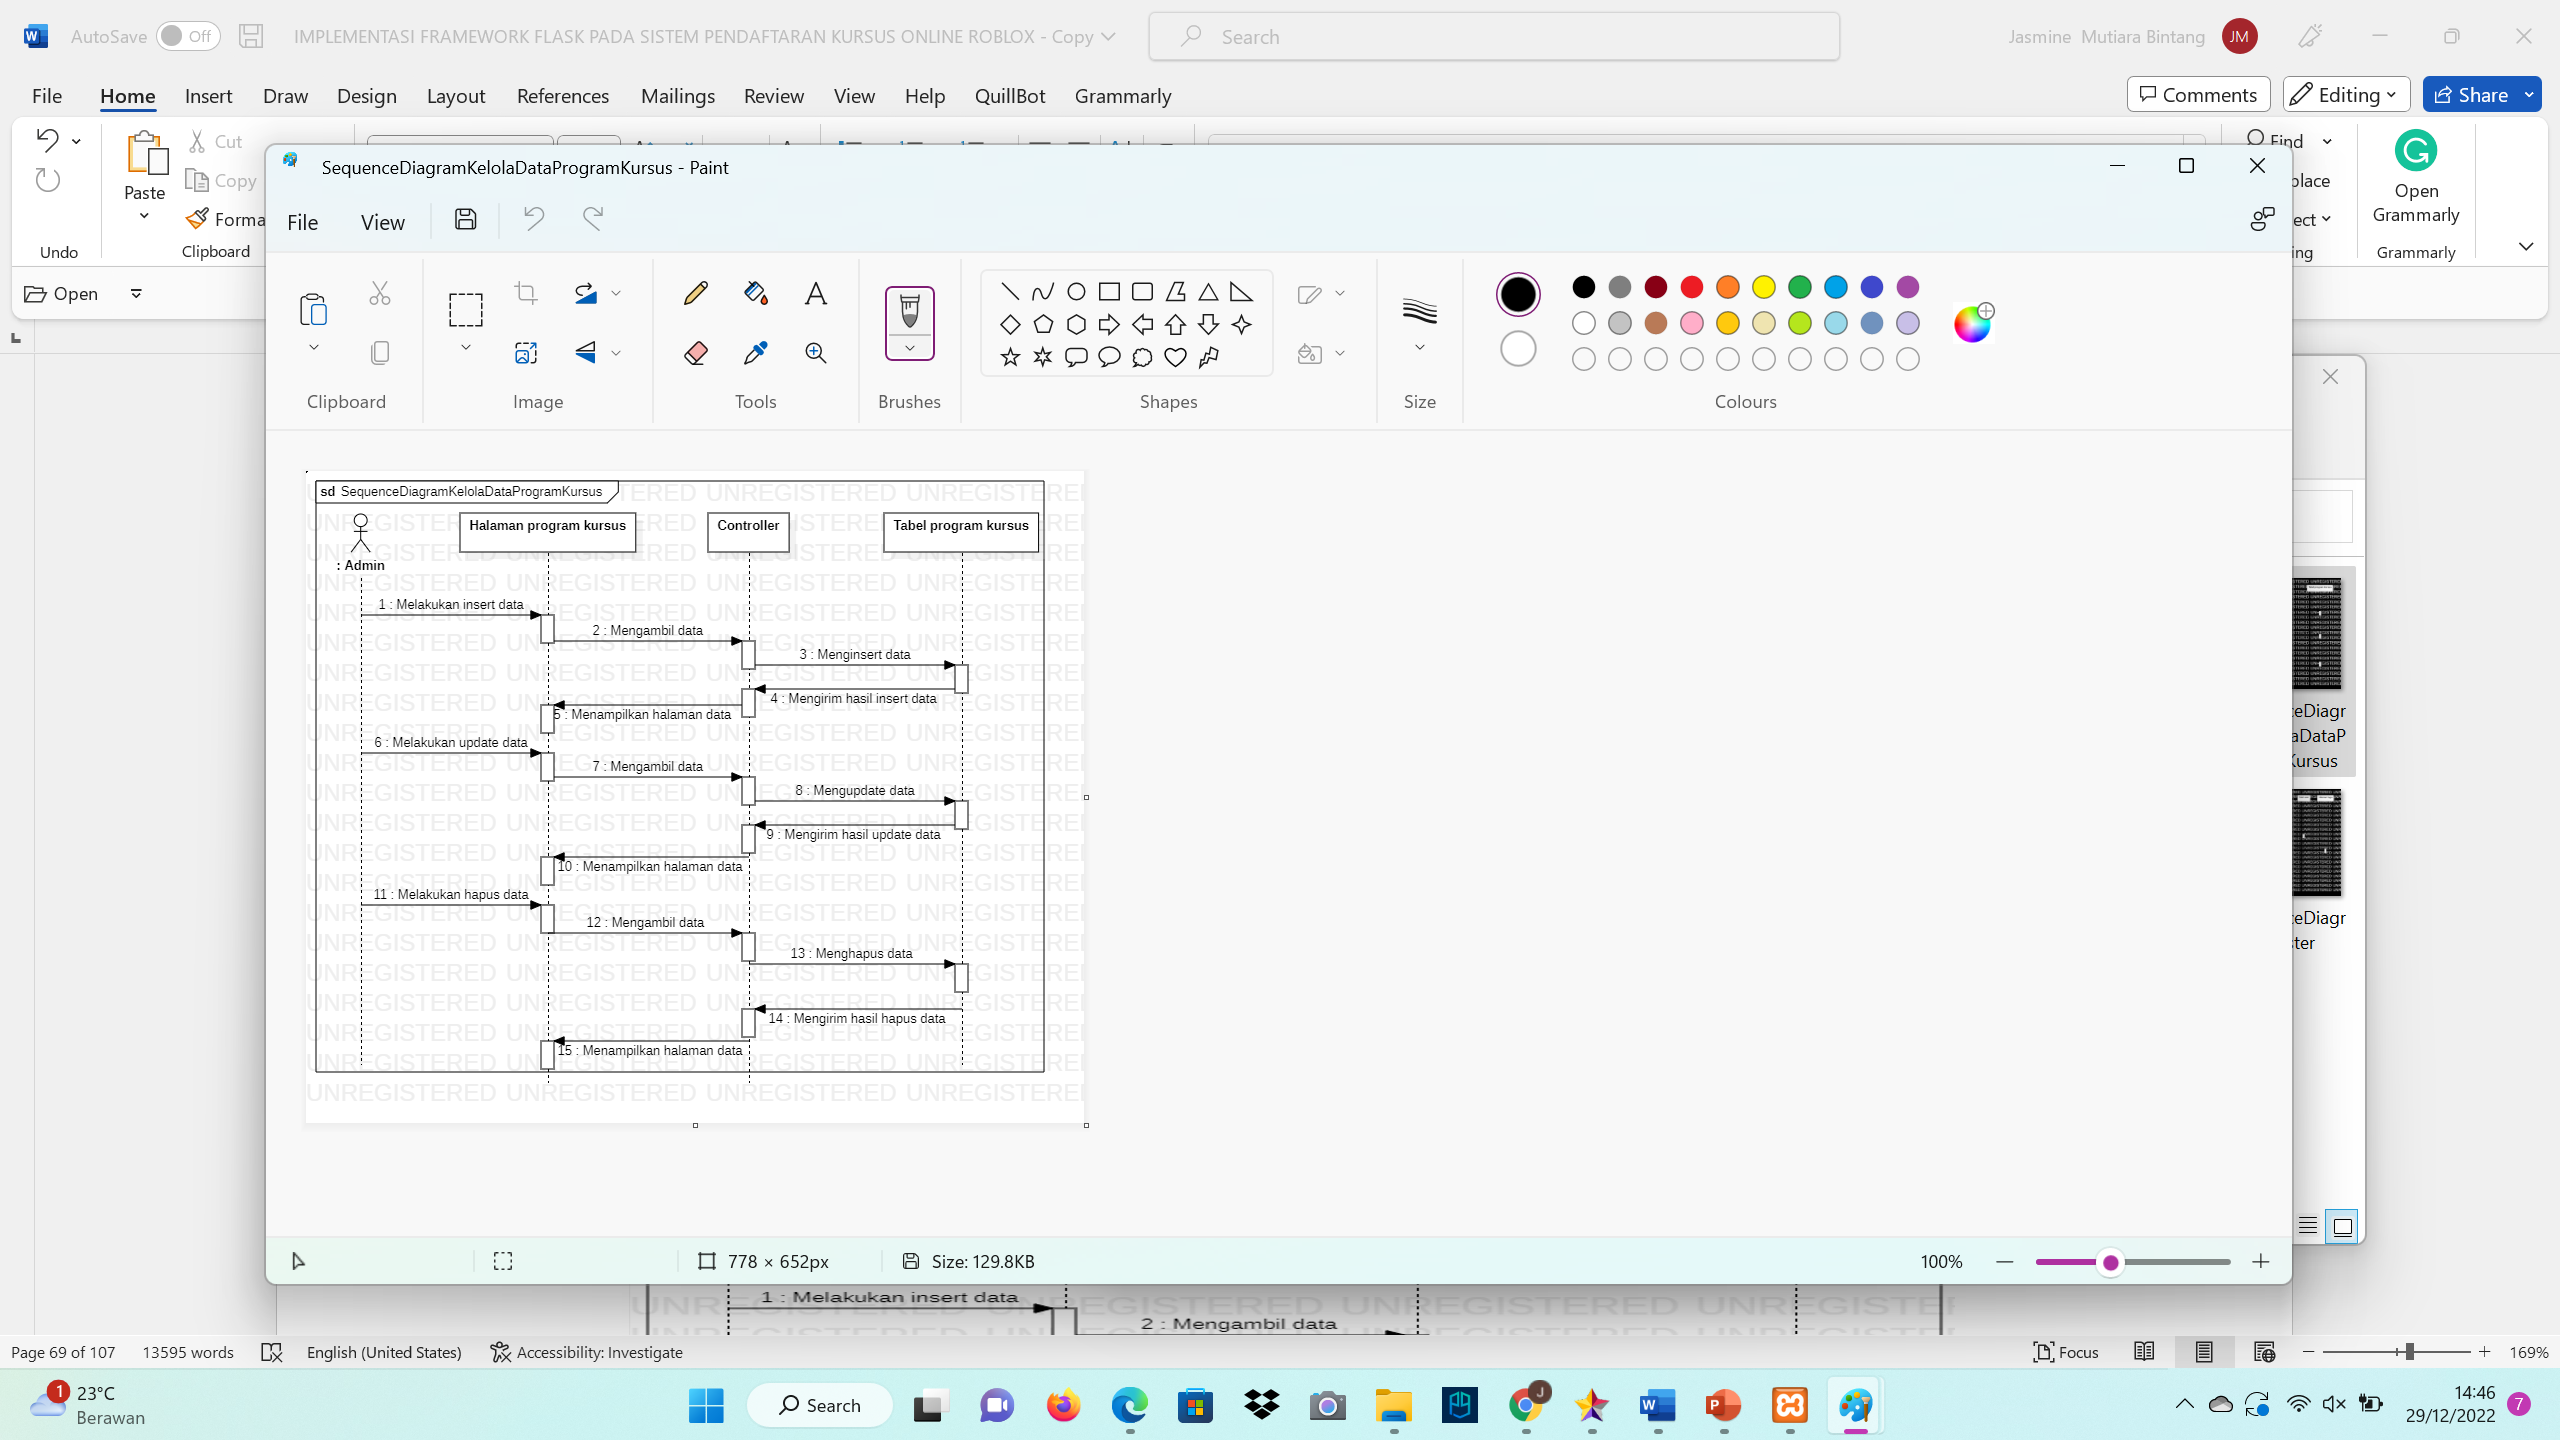 AutoSave Off IMPLEMENTASI FRAMEWORK FLASK PADA SISTEM PENDAFTARAN KURSUS ONLINE ROBLOX - Copy Search Jasmine Mutiara Bintang JM
File Home Insert Draw Design Layout References Mailings Review View Help QuillBot Grammarly Comments Editing Share
Cut
Find
Paste Copy
Open
Grammarly
Undo Clipboard Grammarly
Open
SequenceDiagramKelolaDataProgramKursus - Paint
File View
Clipboard Image Tools Brushes Shapes Size Colours
sd SequenceDiagramKelolaDataProgramKursus
Halaman program kursus Controller Tabel program kursus
: Admin
1 : Melakukan insert data
2 : Mengambil data
3 : Menginsert data
4 : Mengirim hasil insert data
5 : Menampilkan halaman data
6 : Melakukan update data
7 : Mengambil data
8 : Mengupdate data
9 : Mengirim hasil update data
10 : Menampilkan halaman data
11 : Melakukan hapus data
12 : Mengambil data
13 : Menghapus data
14 : Mengirim hasil hapus data
15 : Menampilkan halaman data
UNREGISTERED UNREGISTERED UNREGISTERED
778 × 652px Size: 129.8KB 100%
1 : Melakukan insert data
2 : Mengambil data
Page 69 of 107 13595 words English (United States) Accessibility: Investigate Focus 169%
1 23°C
Berawan
Search
14:46
29/12/2022 7